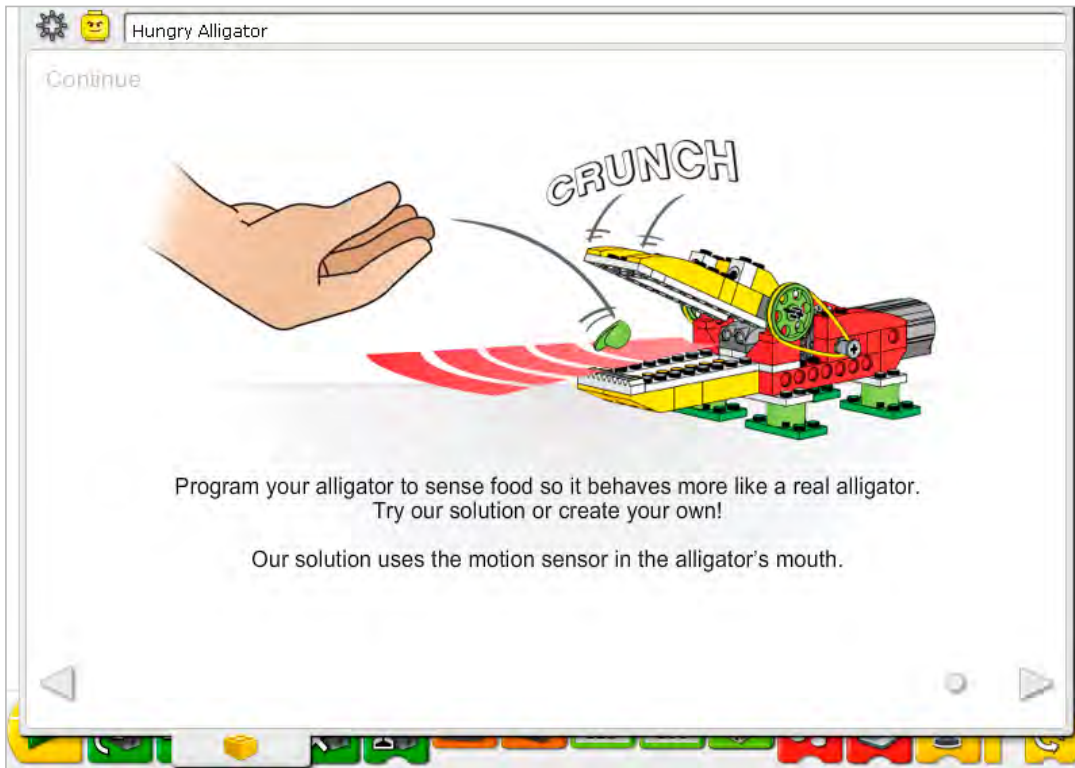 Hungry Alligator
Continue
CRUNCH
Program your alligator to sense food so it behaves more like a real alligator.
Try our solution or create your own!
Our solution uses the motion sensor in the alligator's mouth.